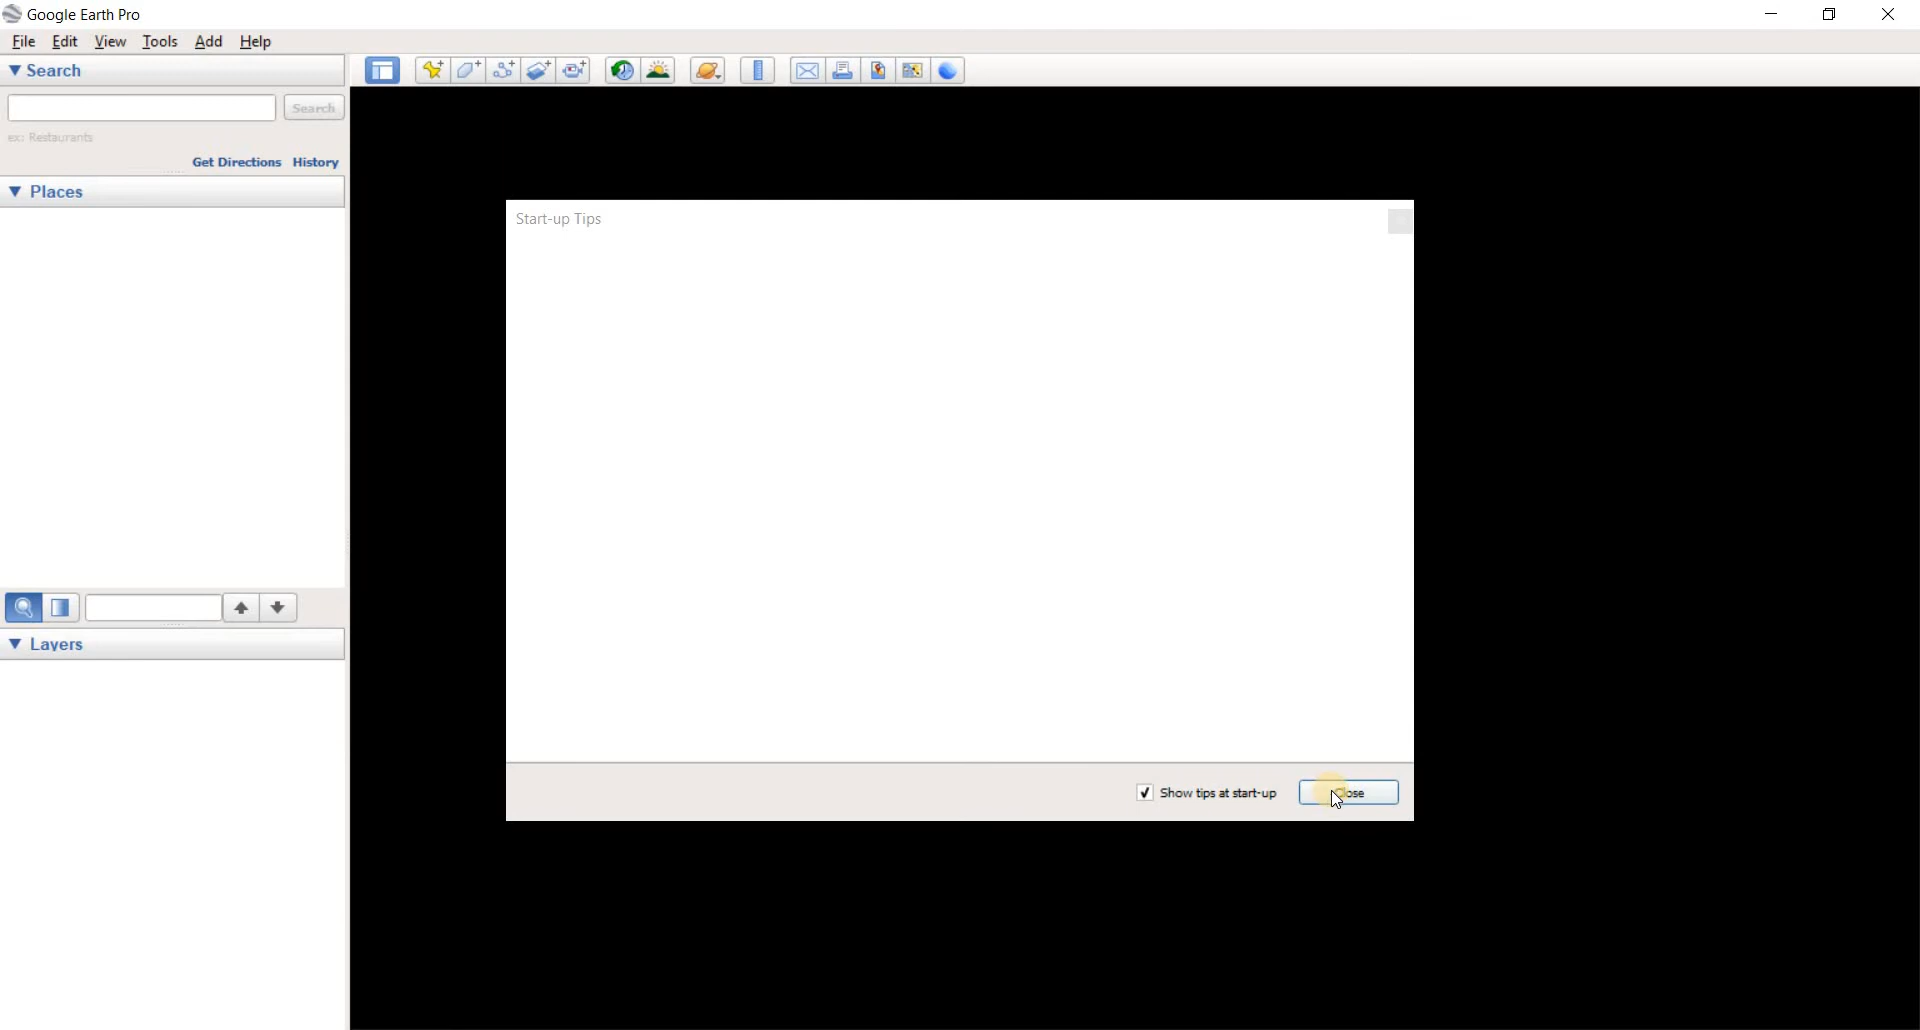 Google Earth Pro
File Edit View Tools Add Help
Search
Search
ex: Restaurants
Get Directions History
Places
Layers
Start-up Tips
Show tips at start-up
Close